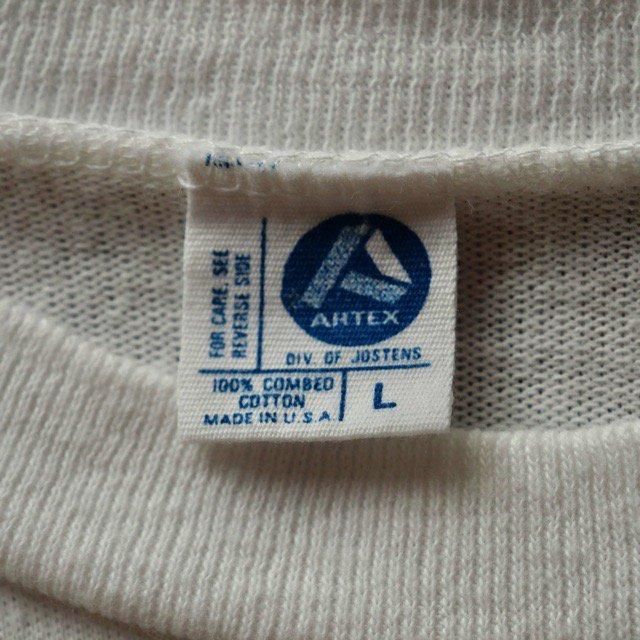 FOR CARE SEE
REVERSE SIDE
ARTEX
DIV. OF JOSTENS
100% COMBED
COTTON
MADE IN U.S.A
L